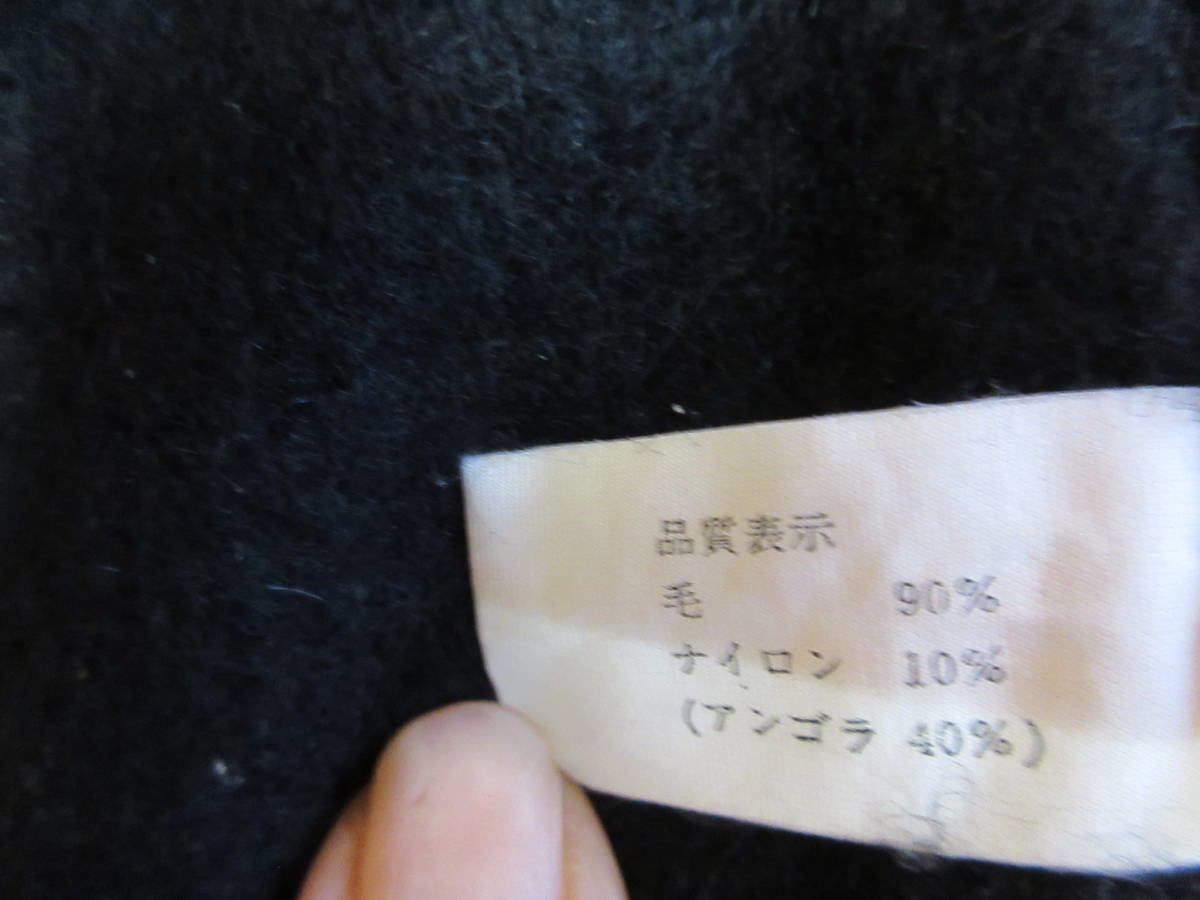 品質表示
毛 90%
ナイロン 10%
(アンゴラ 40%)